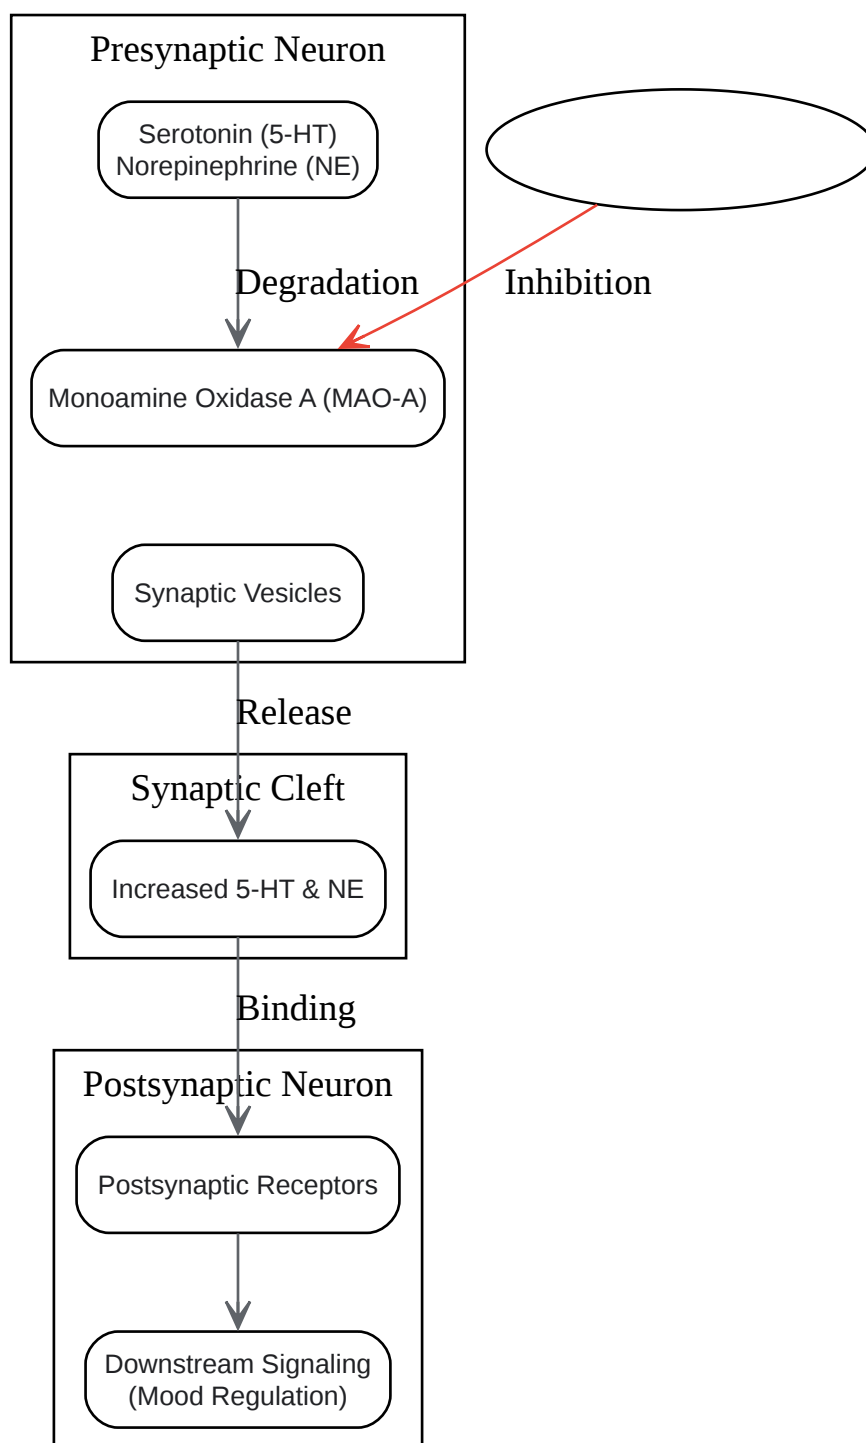 Presynaptic Neuron
Serotonin (5-HT)
Norepinephrine (NE)
Degradation
Inhibition
Monoamine Oxidase A (MAO-A)
Synaptic Vesicles
Release
Synaptic Cleft
Increased 5-HT & NE
Binding
Postsynaptic Neuron
Postsynaptic Receptors
Downstream Signaling
(Mood Regulation)